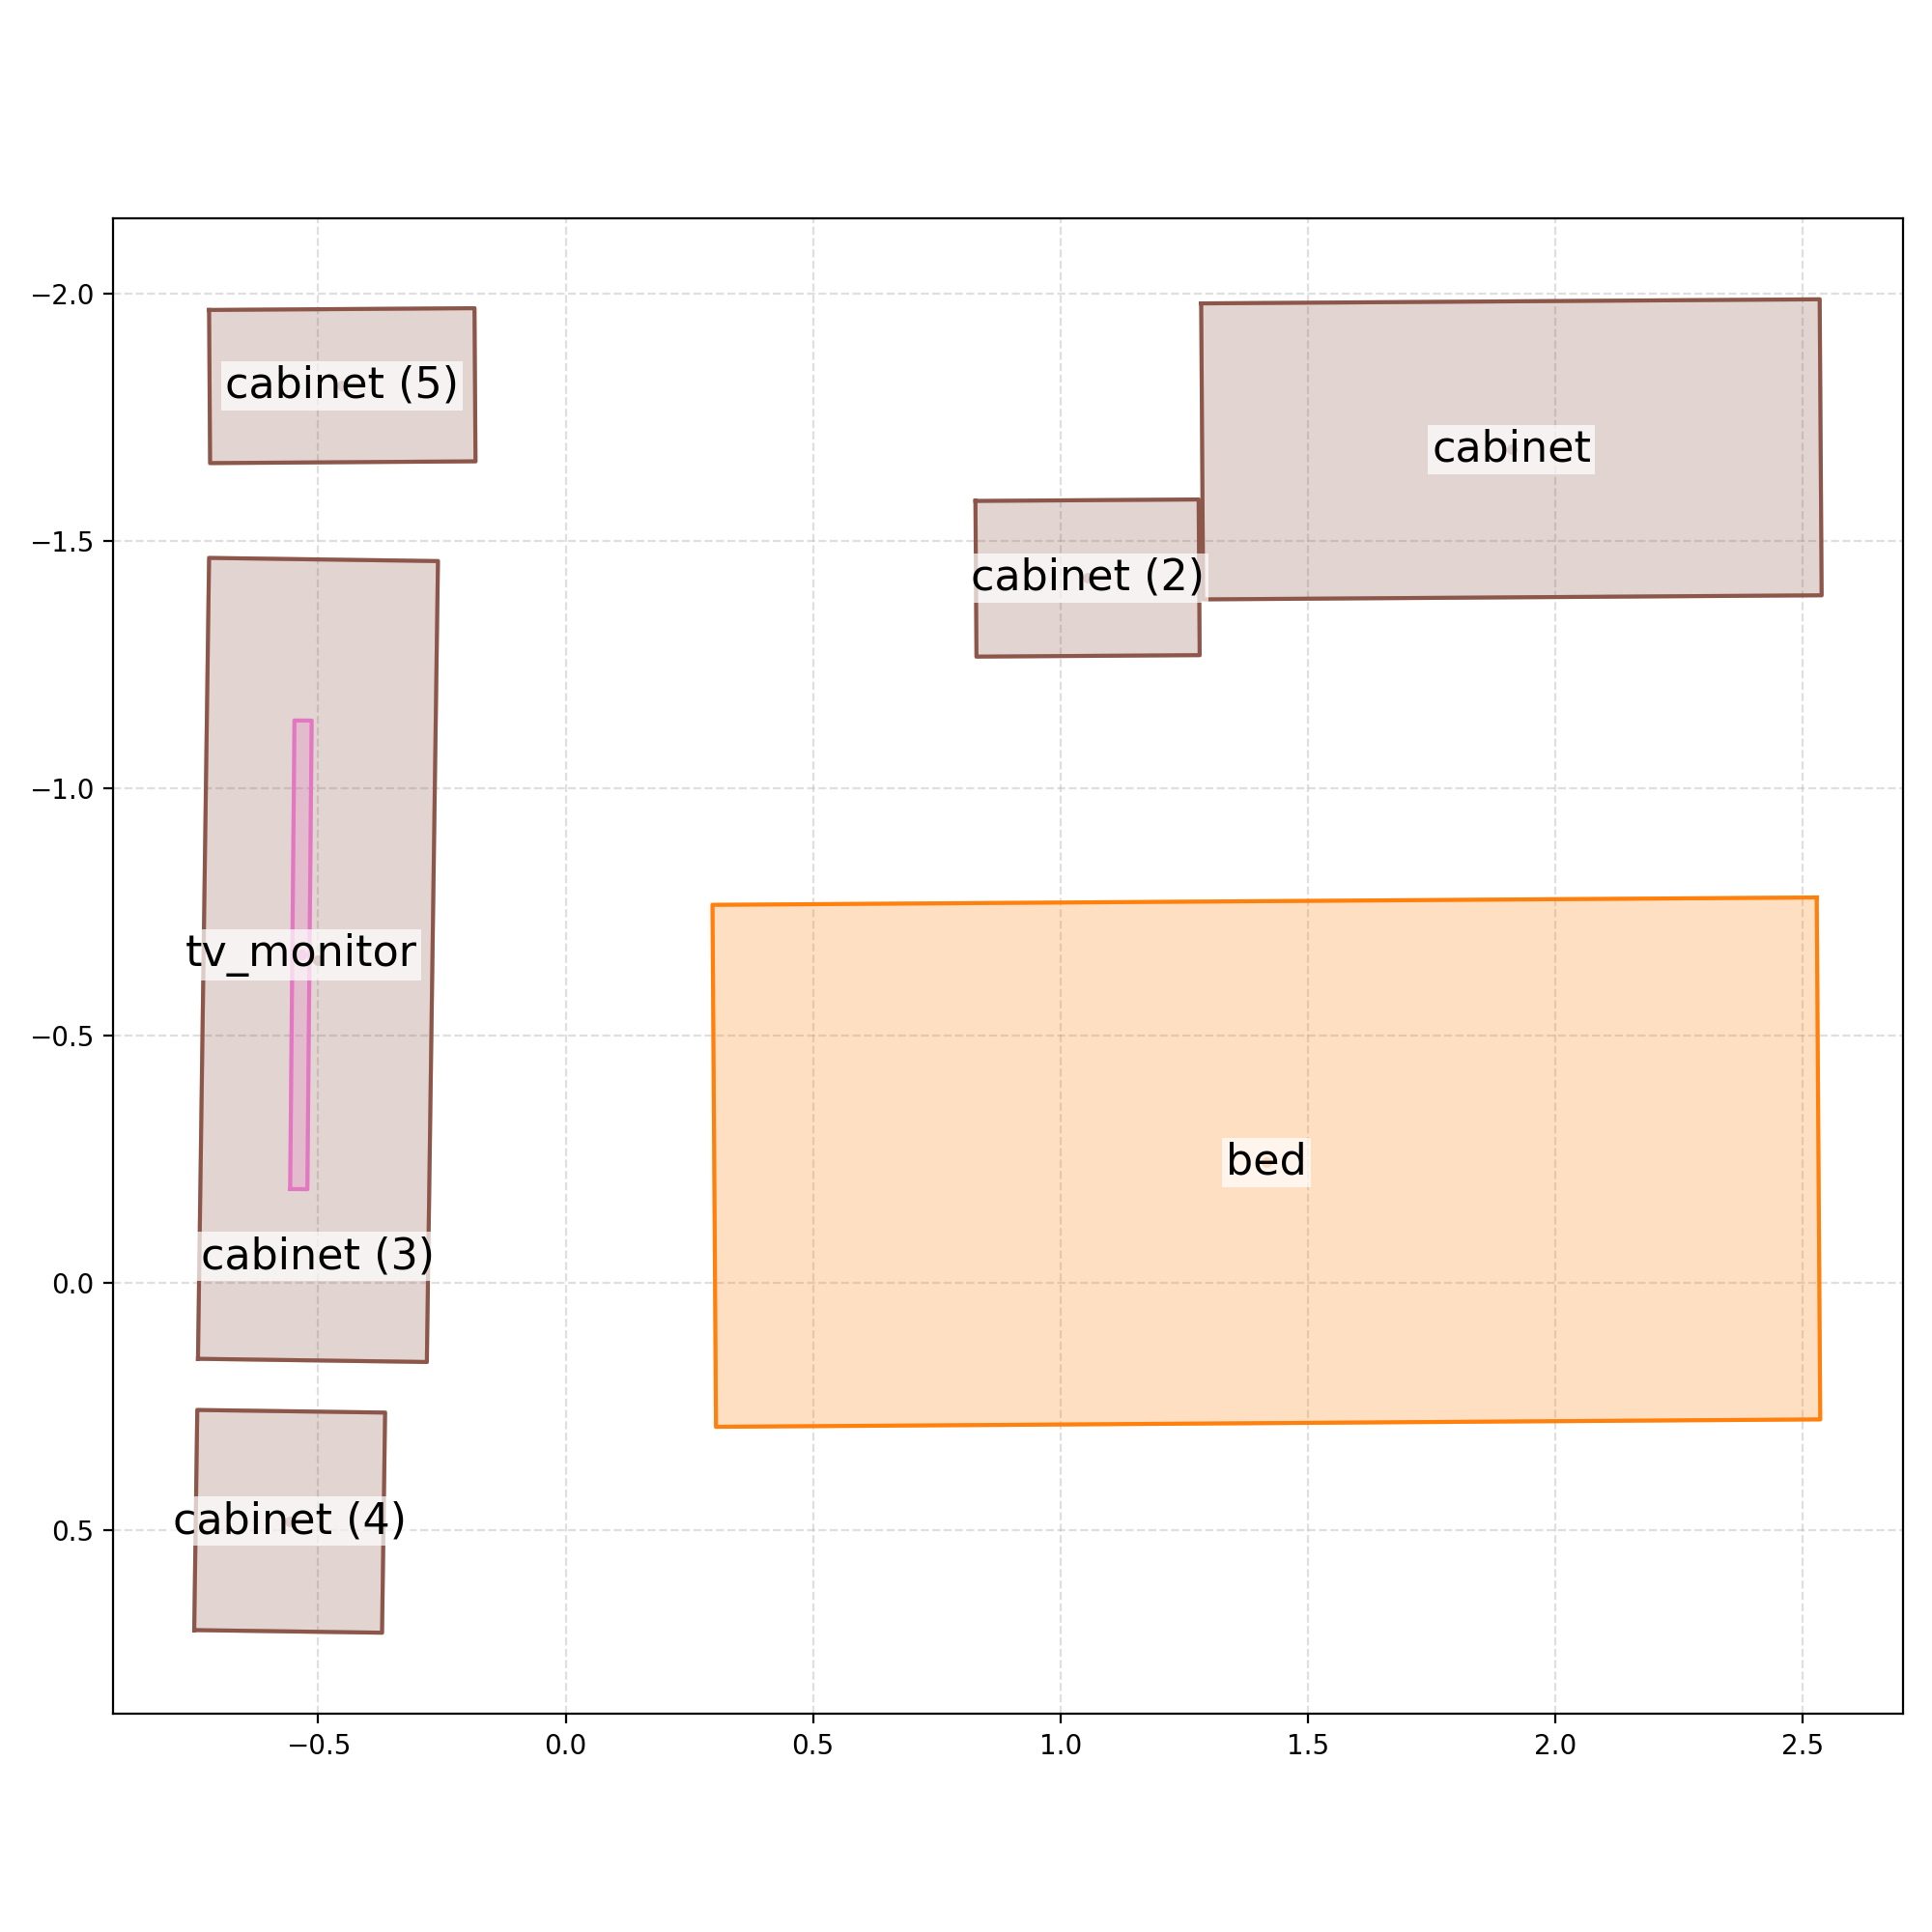 −2.0
cabinet (5)
cabinet
−1.5
cabinet (2)
−1.0
tv_monitor
−0.5
bed
cabinet (3)
0.0
cabinet (4)
0.5
−0.5 0.0 0.5 1.0 1.5 2.0 2.5